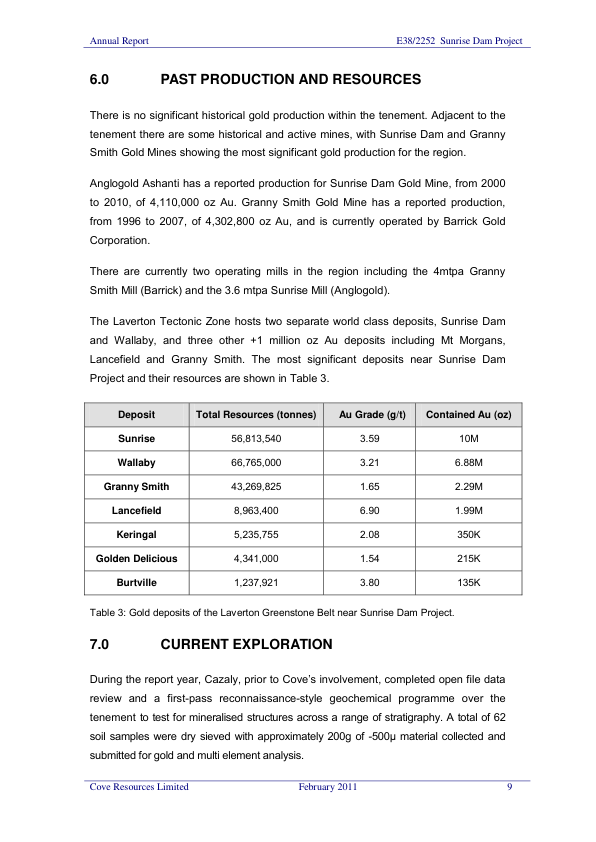 Annual Report E38/2252 Sunrise Dam Project
6.0 PAST PRODUCTION AND RESOURCES
There is no significant historical gold production within the tenement. Adjacent to the
tenement there are some historical and active mines, with Sunrise Dam and Granny
Smith Gold Mines showing the most significant gold production for the region.
Anglogold Ashanti has a reported production for Sunrise Dam Gold Mine, from 2000
to 2010, of 4,110,000 oz Au. Granny Smith Gold Mine has a reported production,
from 1996 to 2007, of 4,302,800 oz Au, and is currently operated by Barrick Gold
Corporation.
There are currently two operating mills in the region including the 4mtpa Granny
Smith Mill (Barrick) and the 3.6 mtpa Sunrise Mill (Anglogold).
The Laverton Tectonic Zone hosts two separate world class deposits, Sunrise Dam
and Wallaby, and three other +1 million oz Au deposits including Mt Morgans,
Lancefield and Granny Smith. The most significant deposits near Sunrise Dam
Project and their resources are shown in Table 3.
Deposit Total Resources (tonnes) Au Grade (g/t) Contained Au (oz)
Sunrise 56,813,540 3.59 10M
Wallaby 66,765,000 3.21 6.88M
Granny Smith 43,269,825 1.65 2.29M
Lancefield 8,963,400 6.90 1.99M
Keringal 5,235,755 2.08 350K
Golden Delicious 4,341,000 1.54 215K
Burtville 1,237,921 3.80 135K
Table 3: Gold deposits of the Laverton Greenstone Belt near Sunrise Dam Project.
7.0 CURRENT EXPLORATION
During the report year, Cazaly, prior to Cove's involvement, completed open file data
review and a first-pass reconnaissance-style geochemical programme over the
tenement to test for mineralised structures across a range of stratigraphy. A total of 62
soil samples were dry sieved with approximately 200g of -500µ material collected and
submitted for gold and multi element analysis.
Cove Resources Limited February 2011 9